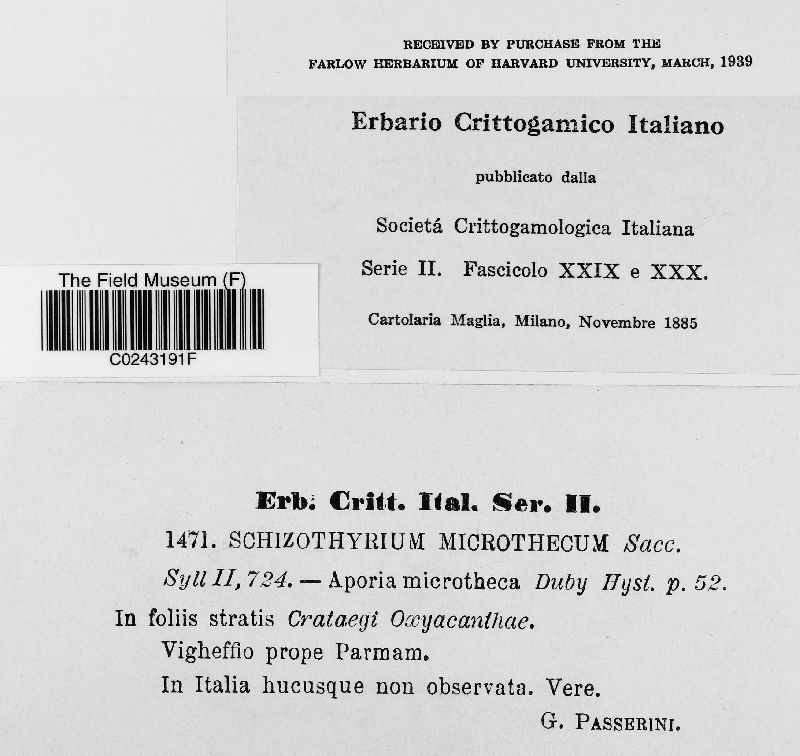 RECEIVED BY PURCHASE FROM THE
FARLOW HERBARIUM OF HARVARD UNIVERSITY, MARCH, 1939
Erbario Crittogamico Italiano
pubblicato dalla
Societá Crittogamologica Italiana
Serie II. Fascicolo XXIX e XXX.
Cartolaria Maglia, Milano, Novembre 1885
The Field Museum (F)
C0243191F
Erb. Critt. Ital. Ser. II.
1471. SCHIZOTHYRIUM MICROTHECUM Sacc.
Syll II, 724. — Aporia microtheca Duby Hyst. p. 52.
In foliis stratis Crataegi Oxyacanthae.
Vigheffio prope Parmam.
In Italia hucusque non observata. Vere.
G. PASSERINI.